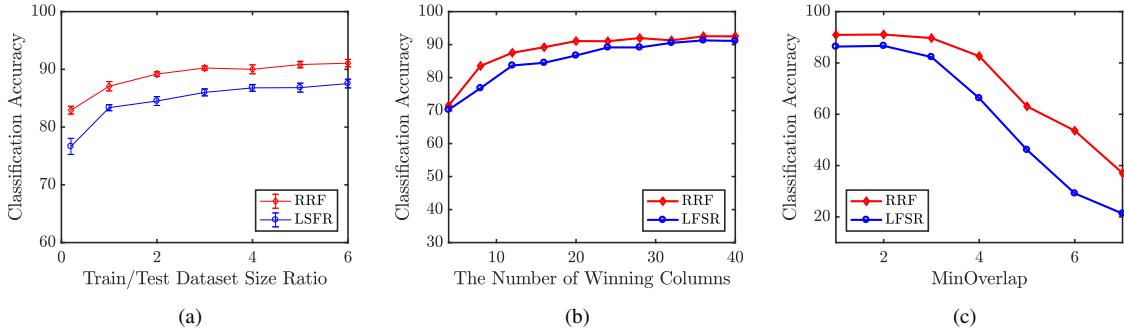 100
90
80
70
60
0
2
4
6
Classification Accuracy
Train/Test Dataset Size Ratio
RRF
LSFR
(a)
100
90
80
70
60
50
40
30
10
20
30
40
Classification Accuracy
The Number of Winning Columns
RRF
LFSR
(b)
100
80
60
40
20
2
4
6
Classification Accuracy
MinOverlap
RRF
LFSR
(c)